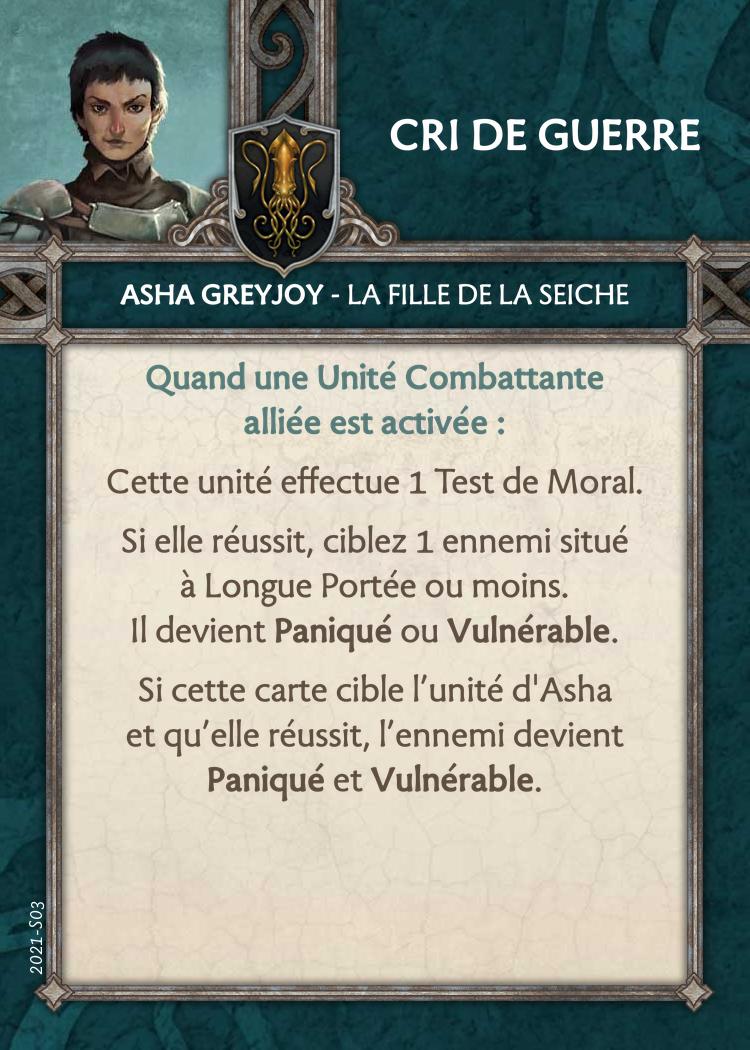 CRI DE GUERRE
ASHA GREYJOY - LA FILLE DE LA SEICHE
Quand une Unité Combattante
alliée est activée :
Cette unité effectue 1 Test de Moral.
Si elle réussit, ciblez 1 ennemi situé
à Longue Portée ou moins.
Il devient Paniqué ou Vulnérable.
Si cette carte cible l’unité d'Asha
et qu’elle réussit, l’ennemi devient
Paniqué et Vulnérable.
2021-S03